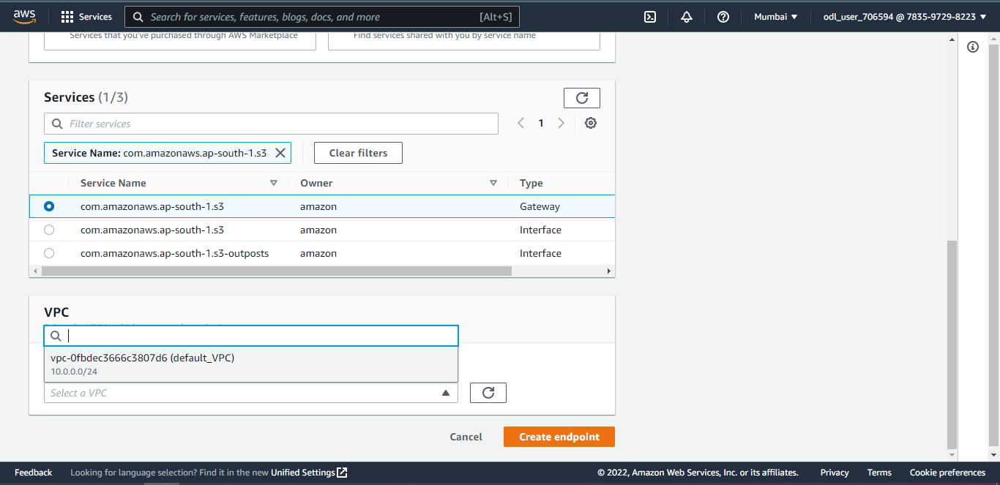 aws
Services
Search for services, features, blogs, docs, and more
[Alt+S]
Mumbai
odl_user_706594 @ 7835-9729-8223
Services that you've purchased through AWS Marketplace
Find services shared with you by service name
Services (1/3)
Filter services
1
Service Name: com.amazonaws.ap-south-1.s3
Clear filters
Service Name
Owner
Type
com.amazonaws.ap-south-1.s3 amazon Gateway
com.amazonaws.ap-south-1.s3 amazon Interface
com.amazonaws.ap-south-1.s3-outposts amazon Interface
VPC
vpc-0fbdec3666c3807d6 (default_VPC)
10.0.0.0/24
Select a VPC
Cancel
Create endpoint
Feedback
Looking for language selection? Find it in the new Unified Settings
© 2022, Amazon Web Services, Inc. or its affiliates.
Privacy
Terms
Cookie preferences